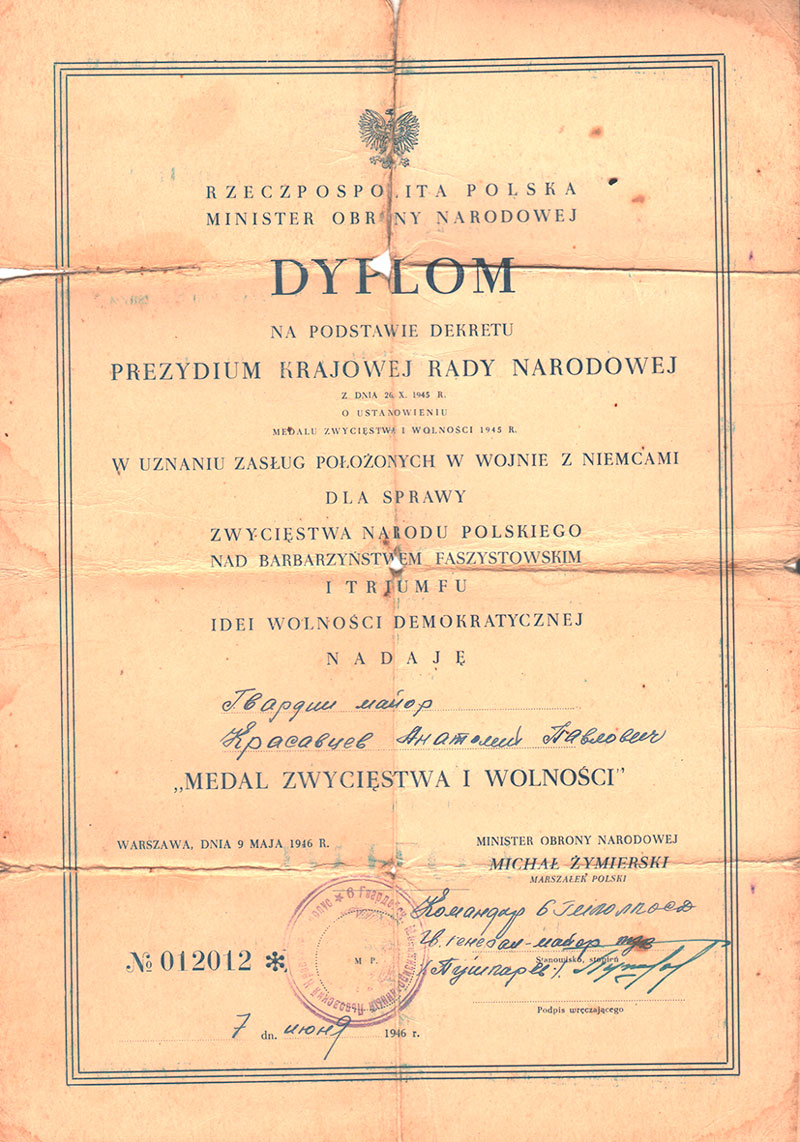 RZECZPOSPOLITA POLSKA
MINISTER OBRONY NARODOWEJ
DYPLOM
NA PODSTAWIE DEKRETU
PREZYDIUM KRAJOWEJ RADY NARODOWEJ
Z DNIA 26. X. 1945 R.
O USTANOWIENIU
MEDALU ZWYCIĘSTWA I WOLNOŚCI 1945 R.
W UZNANIU ZASŁUG POŁOŻONYCH W WOJNIE Z NIEMCAMI
DLA SPRAWY
ZWYCIĘSTWA NARODU POLSKIEGO
NAD BARBARZYŃSTWEM FASZYSTOWSKIM
I TRIUMFU
IDEI WOLNOŚCI DEMOKRATYCZNEJ
NADAJĘ
Гвардии майор
Красавцев Анатолий Павлович
„MEDAL ZWYCIĘSTWA I WOLNOŚCI"
WARSZAWA, DNIA 9 MAJA 1946 R.
MINISTER OBRONY NARODOWEJ
MICHAŁ ŻYMIERSKI
MARSZAŁEK POLSKI
Командир 6
генерал-майор
Stanowisko, stopień
№ 012012 ✻
M P.
Podpis wręczającego
7 dn. июня 1946 r.